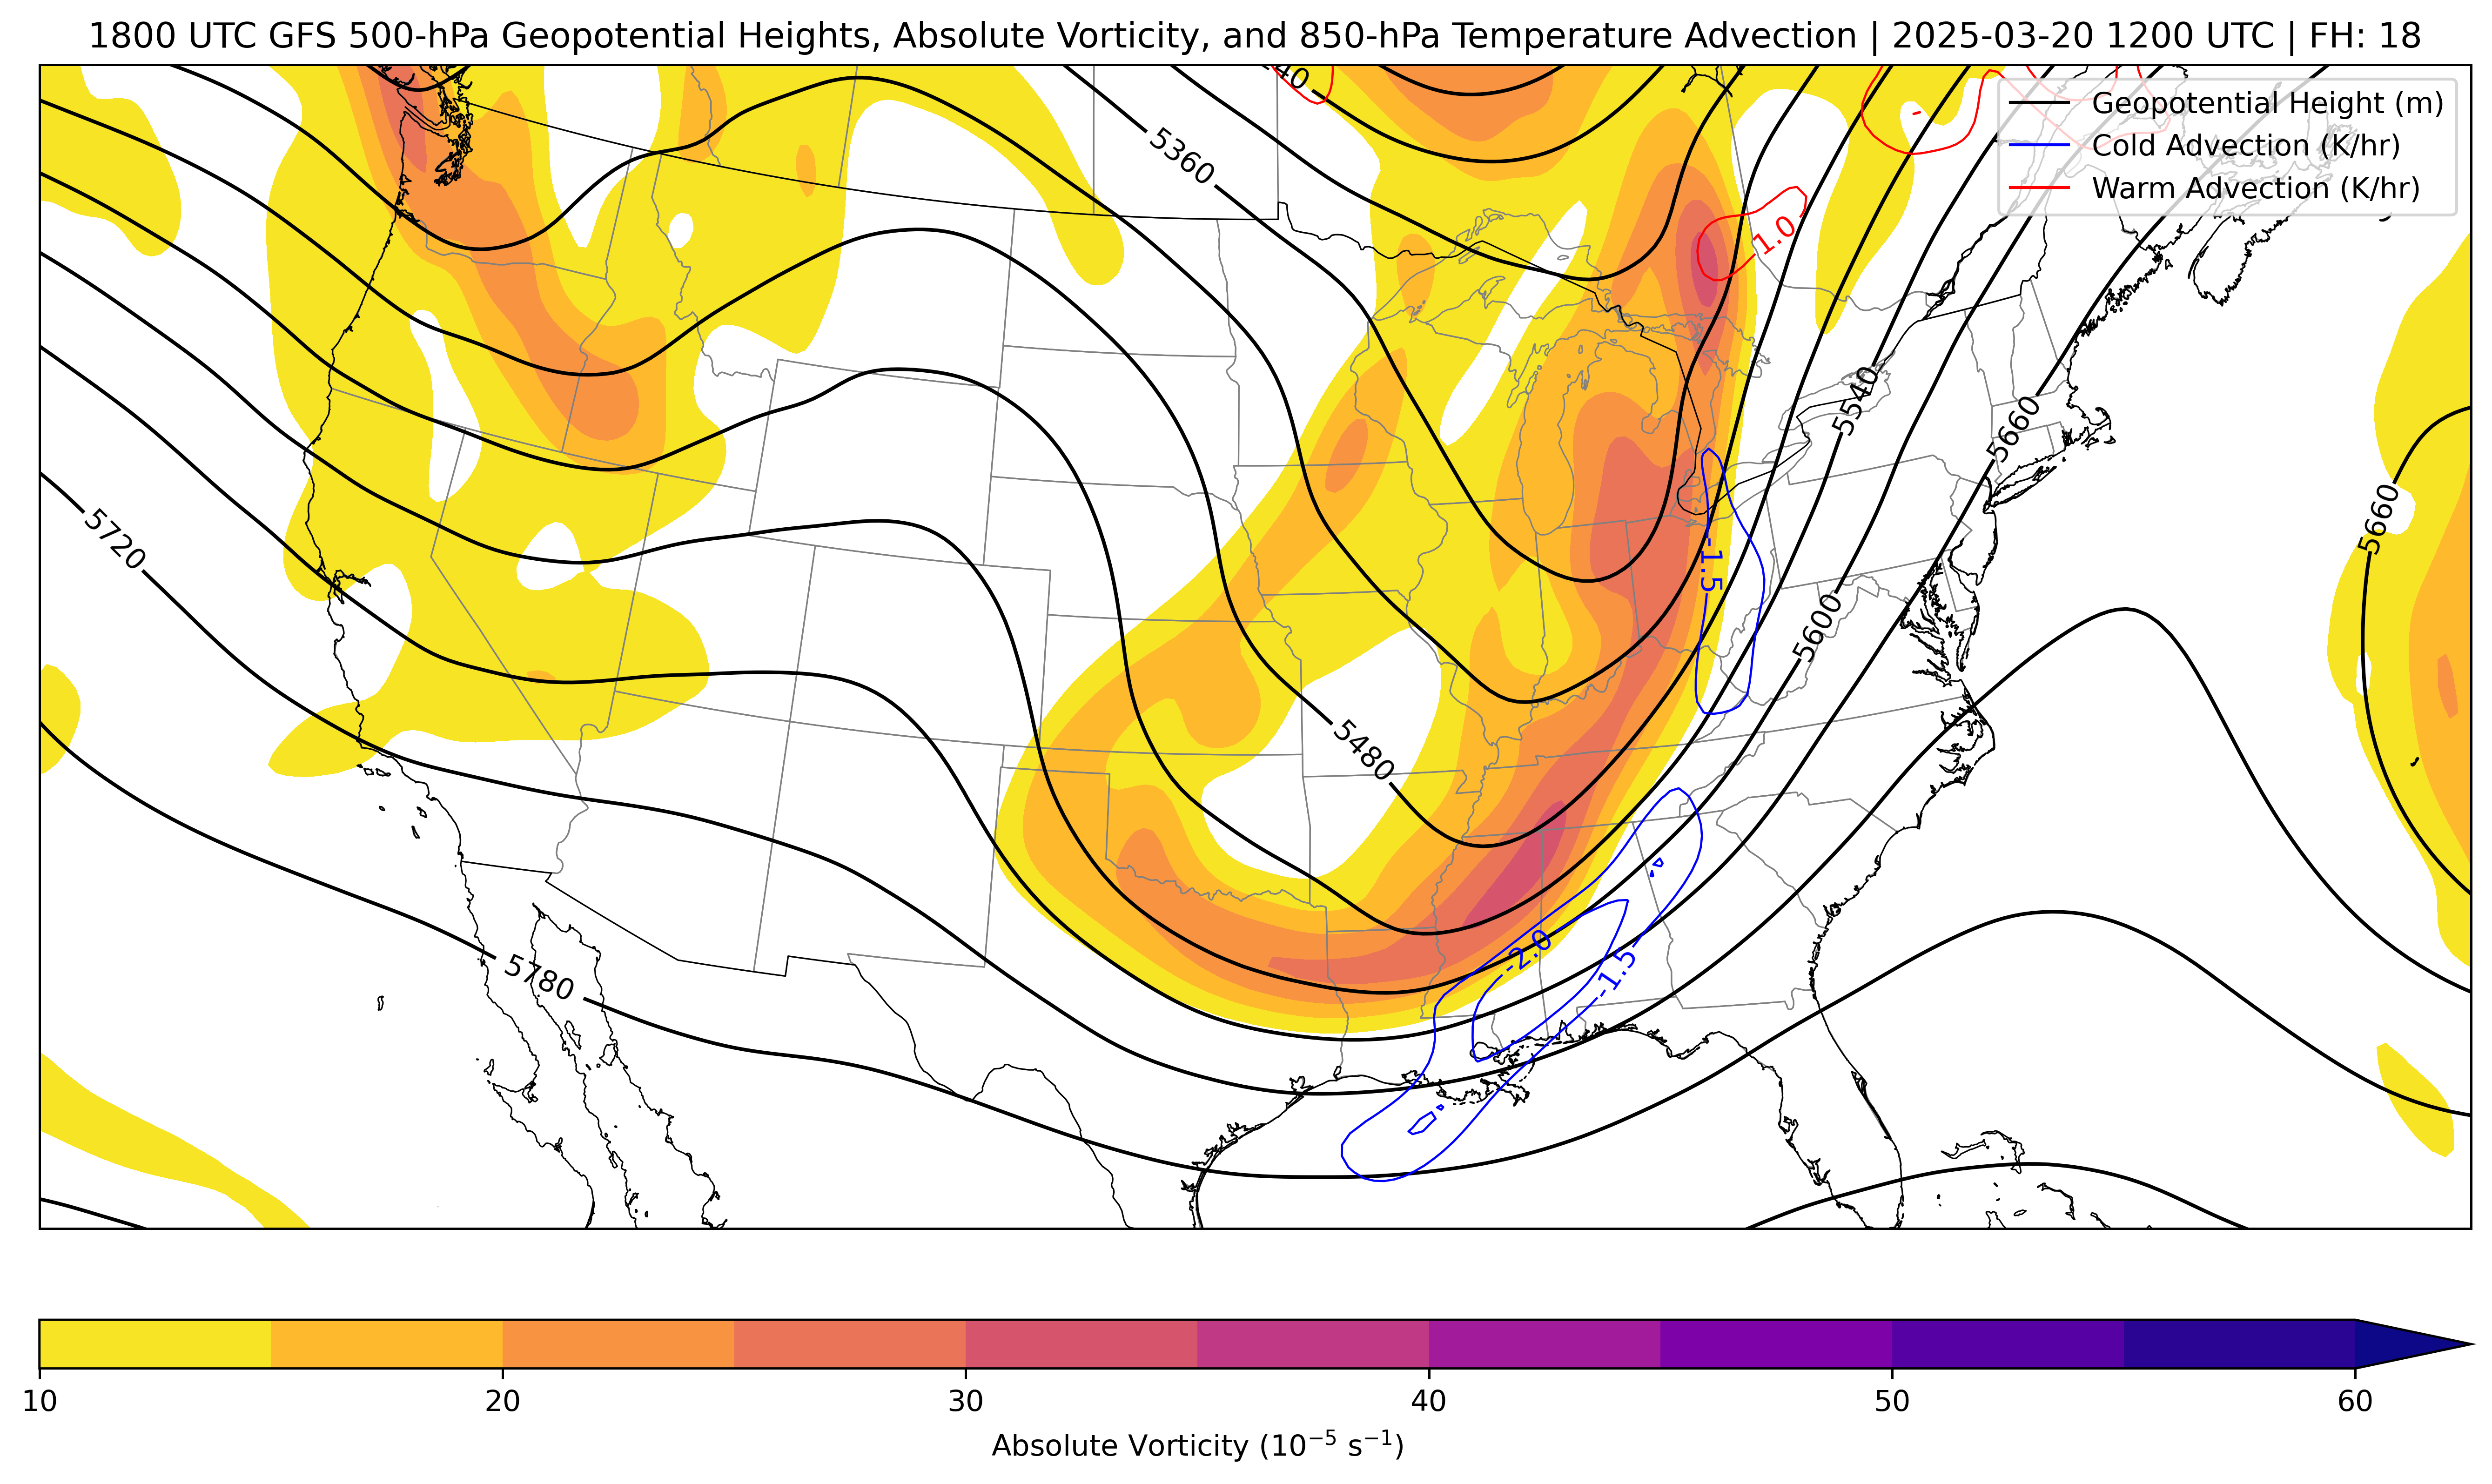 1800 UTC GFS 500-hPa Geopotential Heights, Absolute Vorticity, and 850-hPa Temperature Advection | 2025-03-20 1200 UTC | FH: 18
Geopotential Height (m)
Cold Advection (K/hr)
Warm Advection (K/hr)
5360
1.0
5540
5660
5660
5720
-1.5
5600
5480
-2.0
-1.5
5780
10 20 30 40 50 60
Absolute Vorticity (10⁻⁵ s⁻¹)